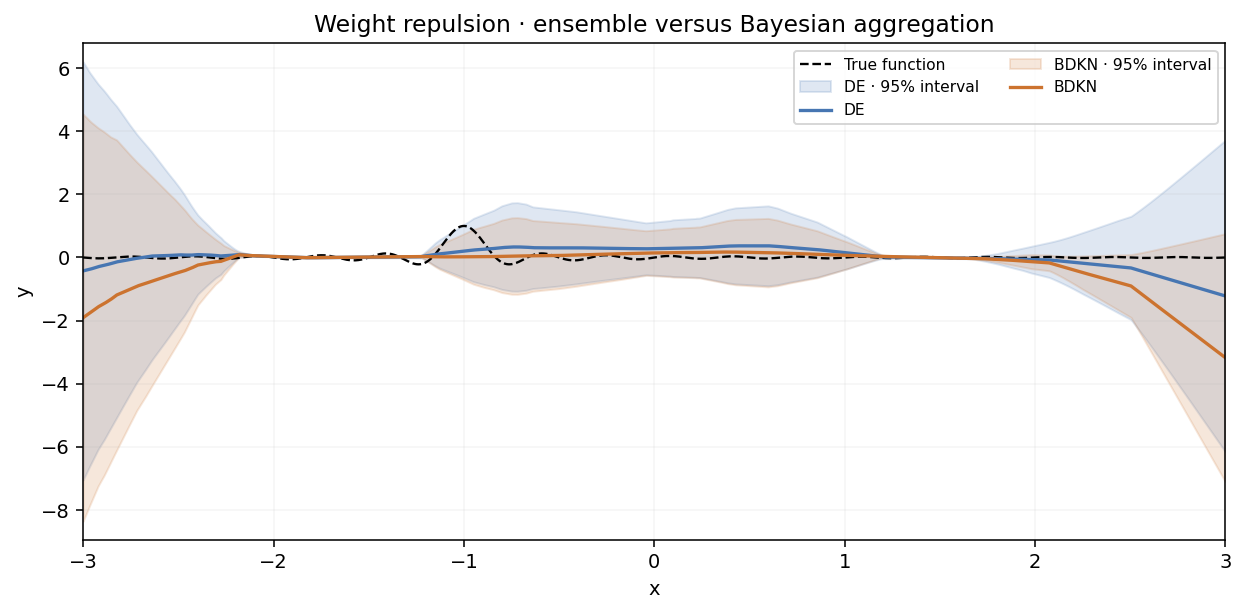 Weight repulsion · ensemble versus Bayesian aggregation
True function
DE · 95% interval
DE
BDKN · 95% interval
BDKN
y
6
4
2
0
−2
−4
−6
−8
−3
−2
−1
0
1
2
3
x